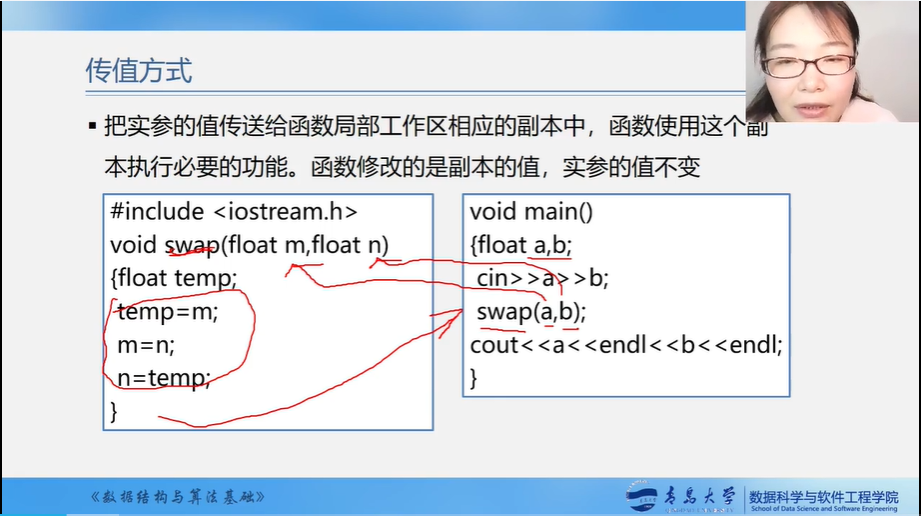 传值方式
▪ 把实参的值传送给函数局部工作区相应的副本中，函数使用这个副
本执行必要的功能。函数修改的是副本的值，实参的值不变
#include <iostream.h>
void swap(float m,float n)
{float temp;
temp=m;
m=n;
n=temp;
}
void main()
{float a,b;
cin>>a>>b;
swap(a,b);
cout<<a<<endl<<b<<endl;
}
《数据结构与算法基础》
青岛大学
数据科学与软件工程学院
School of Data Science and Software Engineering